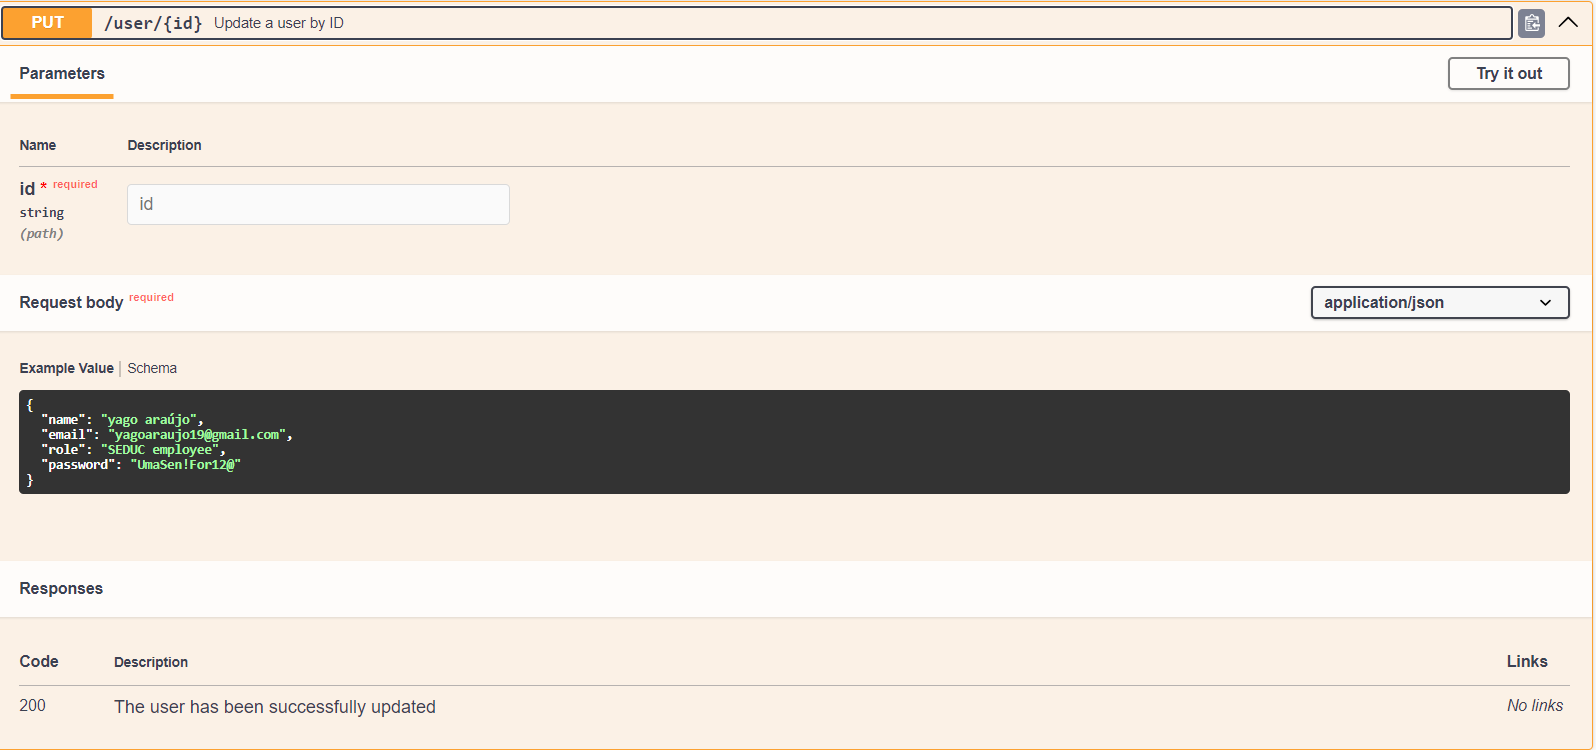 PUT /user/{id} Update a user by ID
Parameters Try it out
Name Description
id * required id
string
(path)
Request body required application/json
Example Value | Schema
{
"name": "yago araújo",
"email": "yagoaraujo19@gmail.com",
"role": "SEDUC employee",
"password": "UmaSen!For12@"
}
Responses
Code Description Links
200 The user has been successfully updated No links